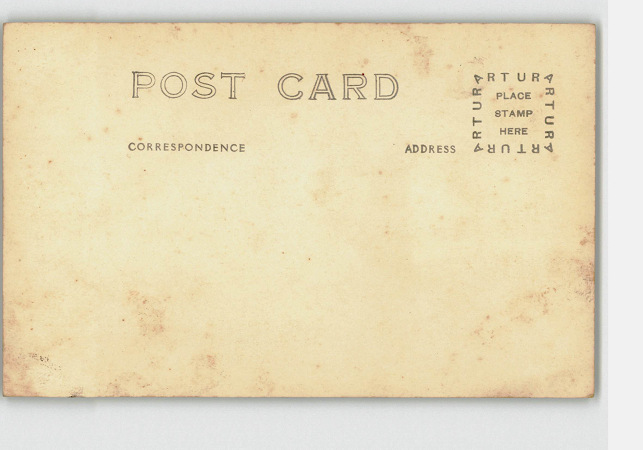 POST CARD
CORRESPONDENCE
ADDRESS
ARTURA
PLACE
STAMP
HERE
ARTURA
ARTURA
ARTURA